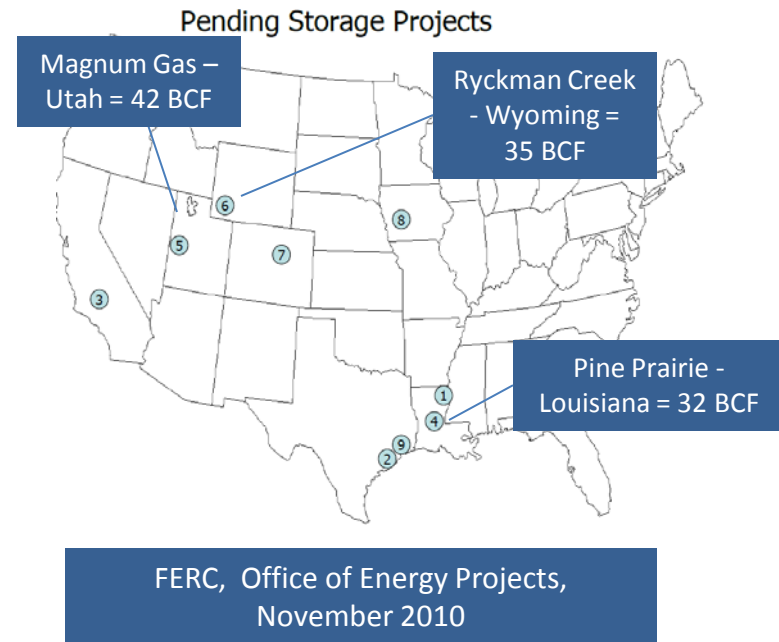 Pending Storage Projects
Magnum Gas –
Utah = 42 BCF
Ryckman Creek
- Wyoming =
35 BCF
6
8
5
7
3
Pine Prairie -
Louisiana = 32 BCF
1
4
9
2
FERC, Office of Energy Projects,
November 2010